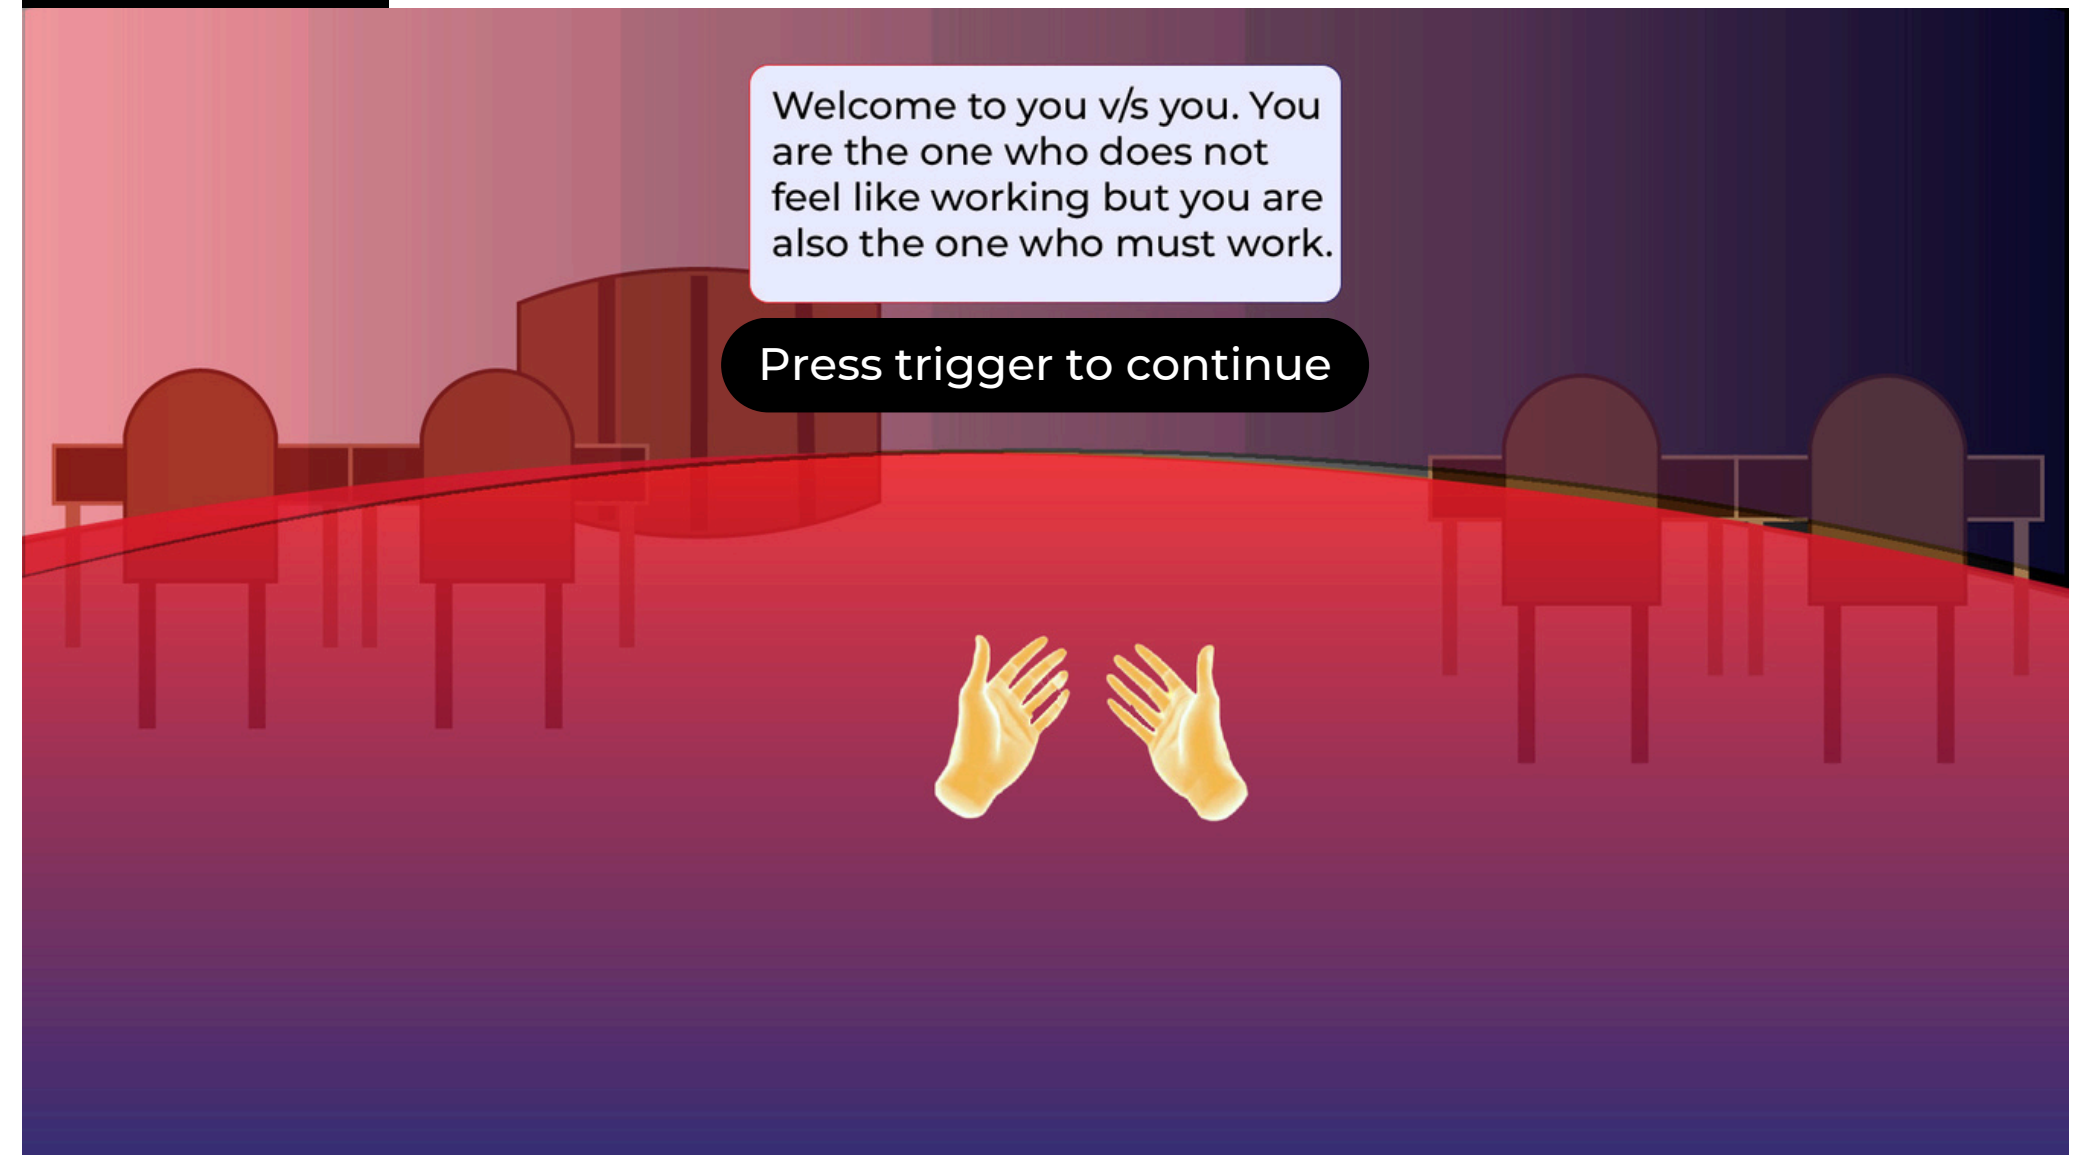 Welcome to you v/s you. You
are the one who does not
feel like working but you are
also the one who must work.
Press trigger to continue